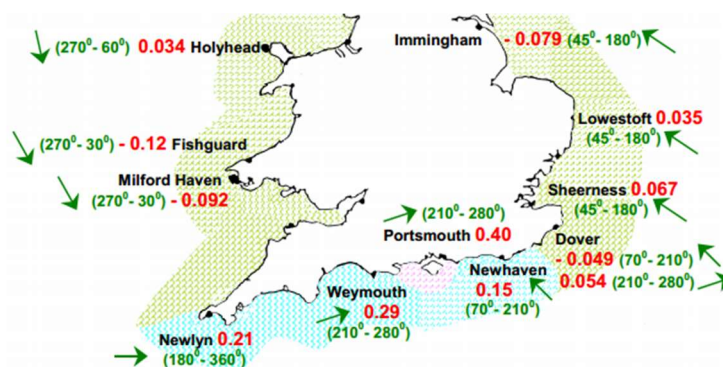 (270⁰- 60⁰) 0.034 Holyhead
Immingham - 0.079 (45⁰- 180⁰)
Lowestoft 0.035
(45⁰- 180⁰)
(270⁰- 30⁰) - 0.12 Fishguard
Milford Haven
(270⁰- 30⁰) - 0.092
Sheerness 0.067
(45⁰- 180⁰)
(210⁰- 280⁰)
Portsmouth 0.40
Dover
- 0.049 (70⁰- 210⁰)
0.054 (210⁰- 280⁰)
Newhaven
0.15
(70⁰- 210⁰)
Weymouth
0.29
(210⁰- 280⁰)
Newlyn 0.21
(180⁰- 360⁰)